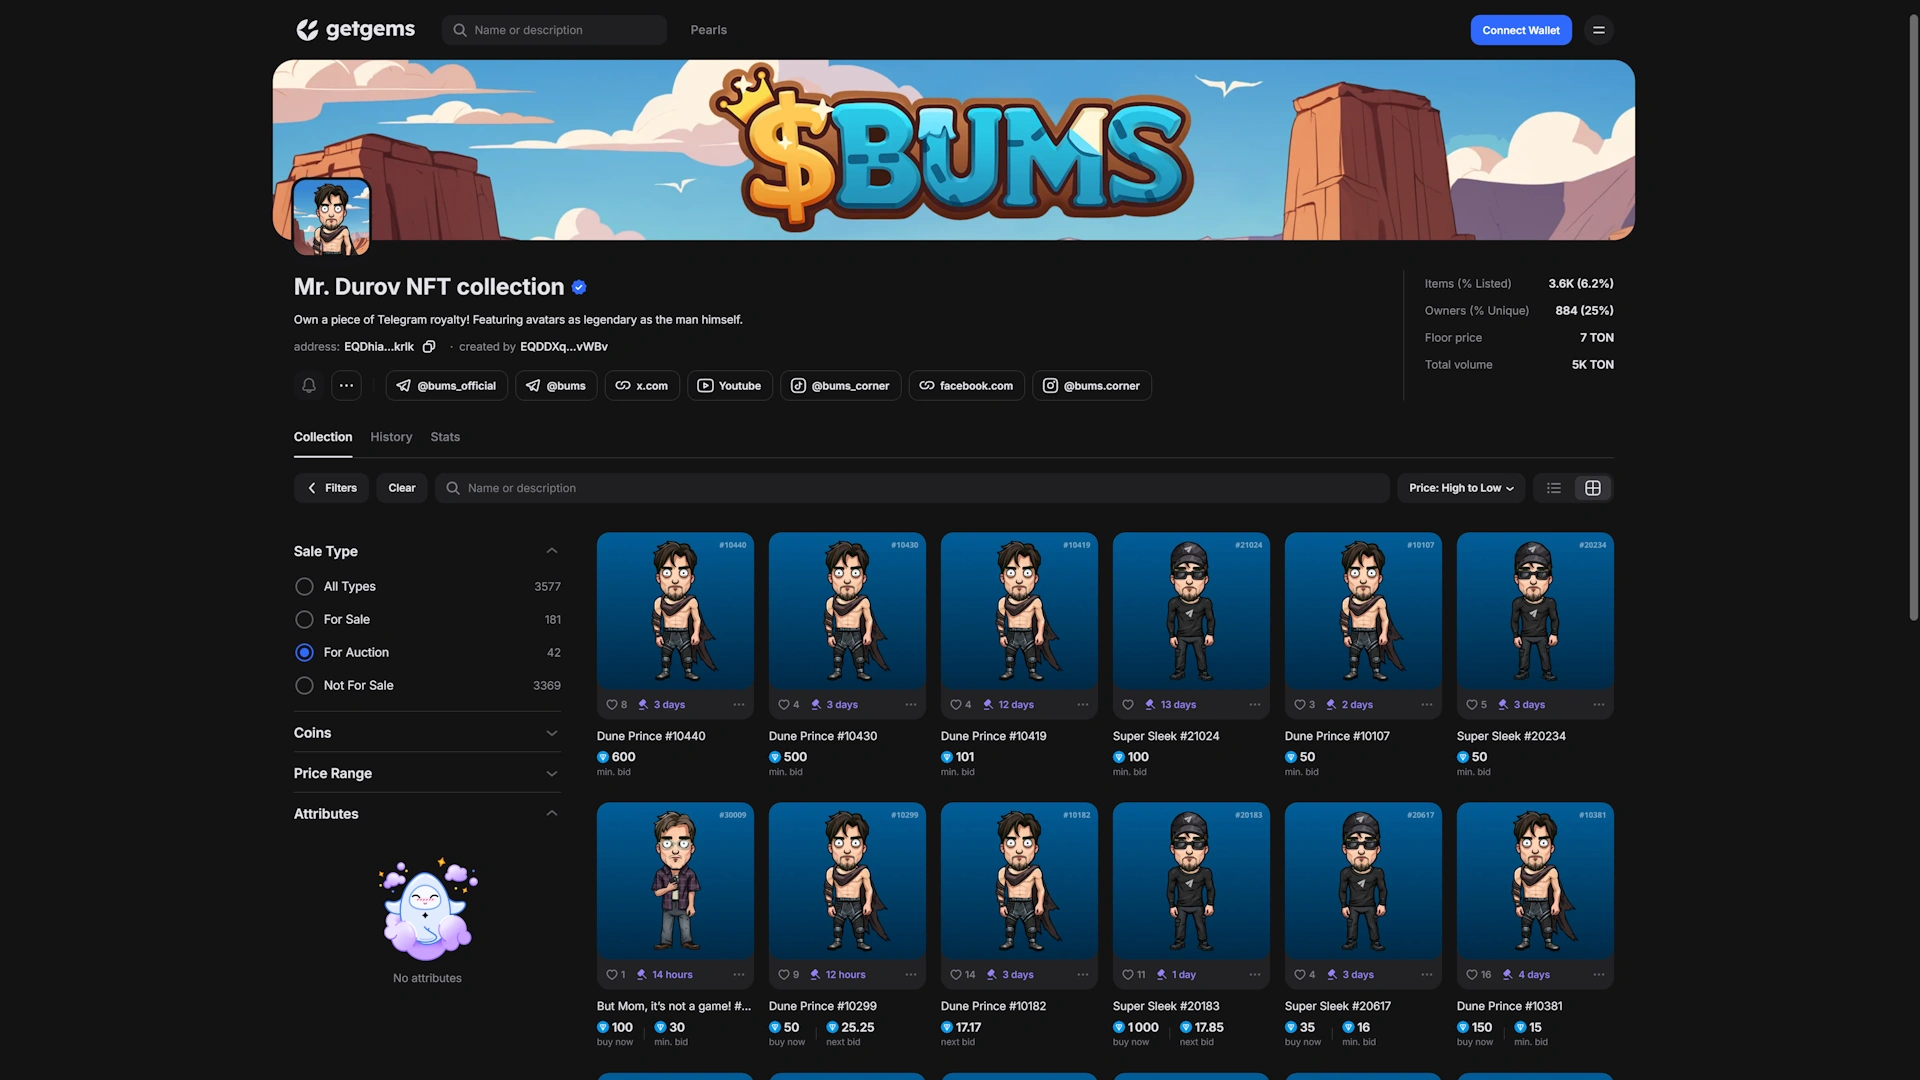 getgems
Name or description
Pearls
Connect Wallet
$BUMS
Mr. Durov NFT collection
Own a piece of Telegram royalty! Featuring avatars as legendary as the man himself.
address: EQDhia...krlk · created by EQDDXq...vWBv
Items (% Listed) 3.6K (6.2%)
Owners (% Unique) 884 (25%)
Floor price 7 TON
Total volume 5K TON
@bums_official @bums x.com Youtube @bums_corner facebook.com @bums.corner
Collection History Stats
Filters Clear Name or description Price: High to Low
Sale Type
All Types 3577
For Sale 181
For Auction 42
Not For Sale 3369
Coins
Price Range
Attributes
No attributes
#10440 #10430 #10419 #21024 #10107 #20234
8 3 days 4 3 days 4 12 days 13 days 3 2 days 5 3 days
Dune Prince #10440 Dune Prince #10430 Dune Prince #10419 Super Sleek #21024 Dune Prince #10107 Super Sleek #20234
600 500 101 100 50 50
min. bid min. bid min. bid min. bid min. bid min. bid
#30009 #10299 #10182 #20183 #20617 #10381
1 14 hours 9 12 hours 14 3 days 11 1 day 4 3 days 16 4 days
But Mom, it's not a game! #... Dune Prince #10299 Dune Prince #10182 Super Sleek #20183 Super Sleek #20617 Dune Prince #10381
100 30 50 25.25 17.17 1000 17.85 35 16 150 15
buy now min. bid buy now next bid next bid buy now next bid buy now min. bid buy now min. bid